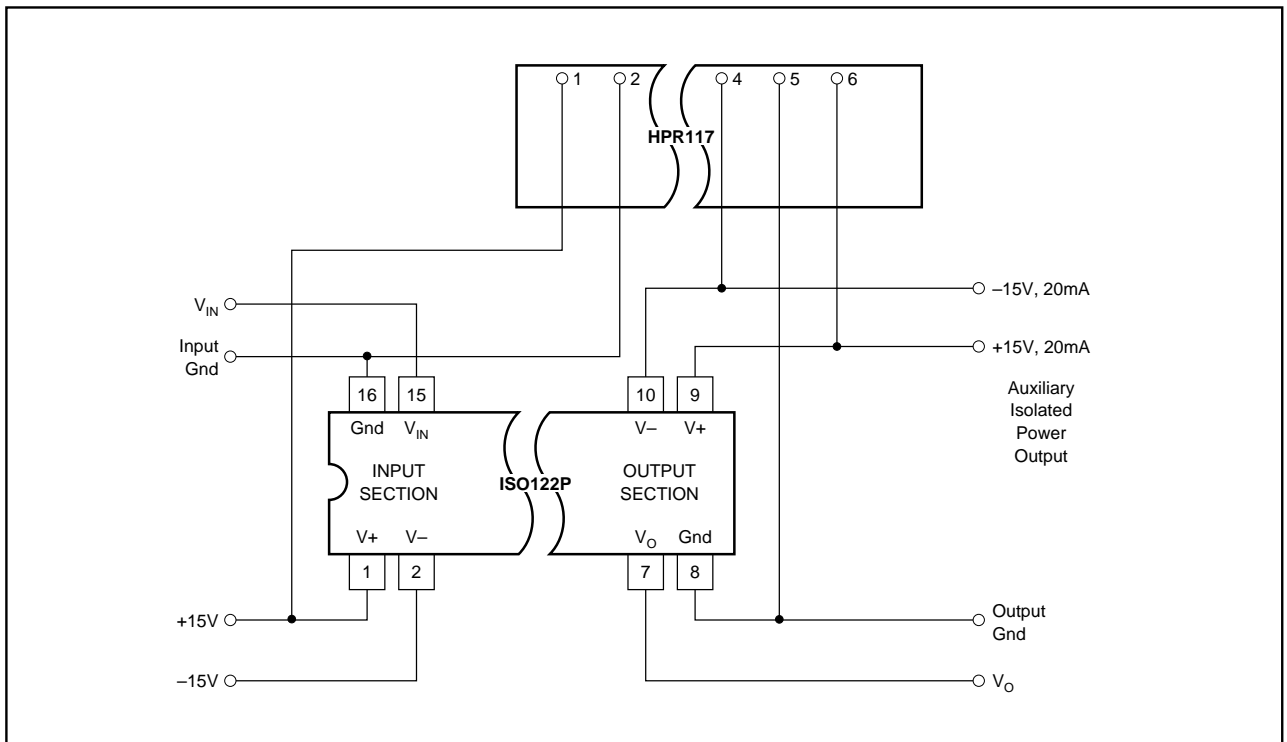 1 2 4 5 6
HPR117
V_IN
–15V, 20mA
Input
Gnd
+15V, 20mA
16 15 10 9
Auxiliary
Isolated
Power
Output
Gnd V_IN V– V+
INPUT
SECTION
ISO122P
OUTPUT
SECTION
V+ V– V_O Gnd
1 2 7 8
+15V
Output
Gnd
–15V
V_O